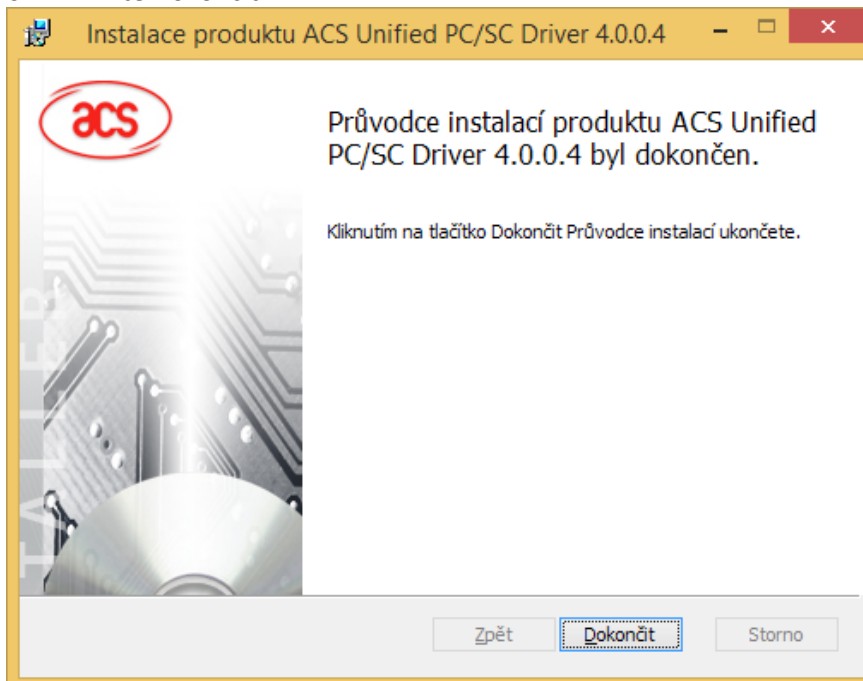 Instalace produktu ACS Unified PC/SC Driver 4.0.0.4
acs
Průvodce instalací produktu ACS Unified
PC/SC Driver 4.0.0.4 byl dokončen.
Kliknutím na tlačítko Dokončit Průvodce instalací ukončete.
TALLER
Zpět
Dokončit
Storno